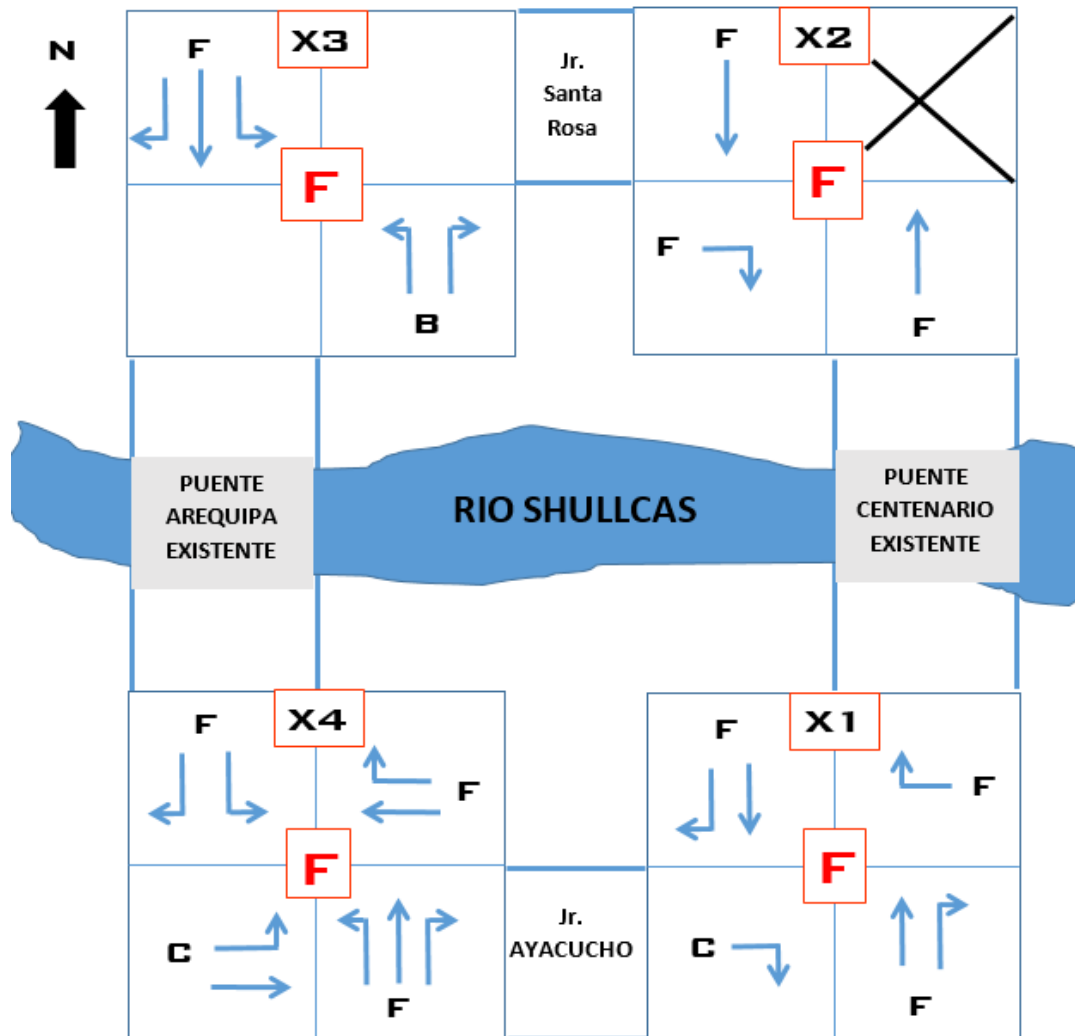 N
F
X3
Jr.
Santa
Rosa
F
X2
F
F
B
F
F
PUENTE
AREQUIPA
EXISTENTE
RIO SHULLCAS
PUENTE
CENTENARIO
EXISTENTE
F
X4
F
F
X1
F
F
F
C
F
Jr.
AYACUCHO
C
F